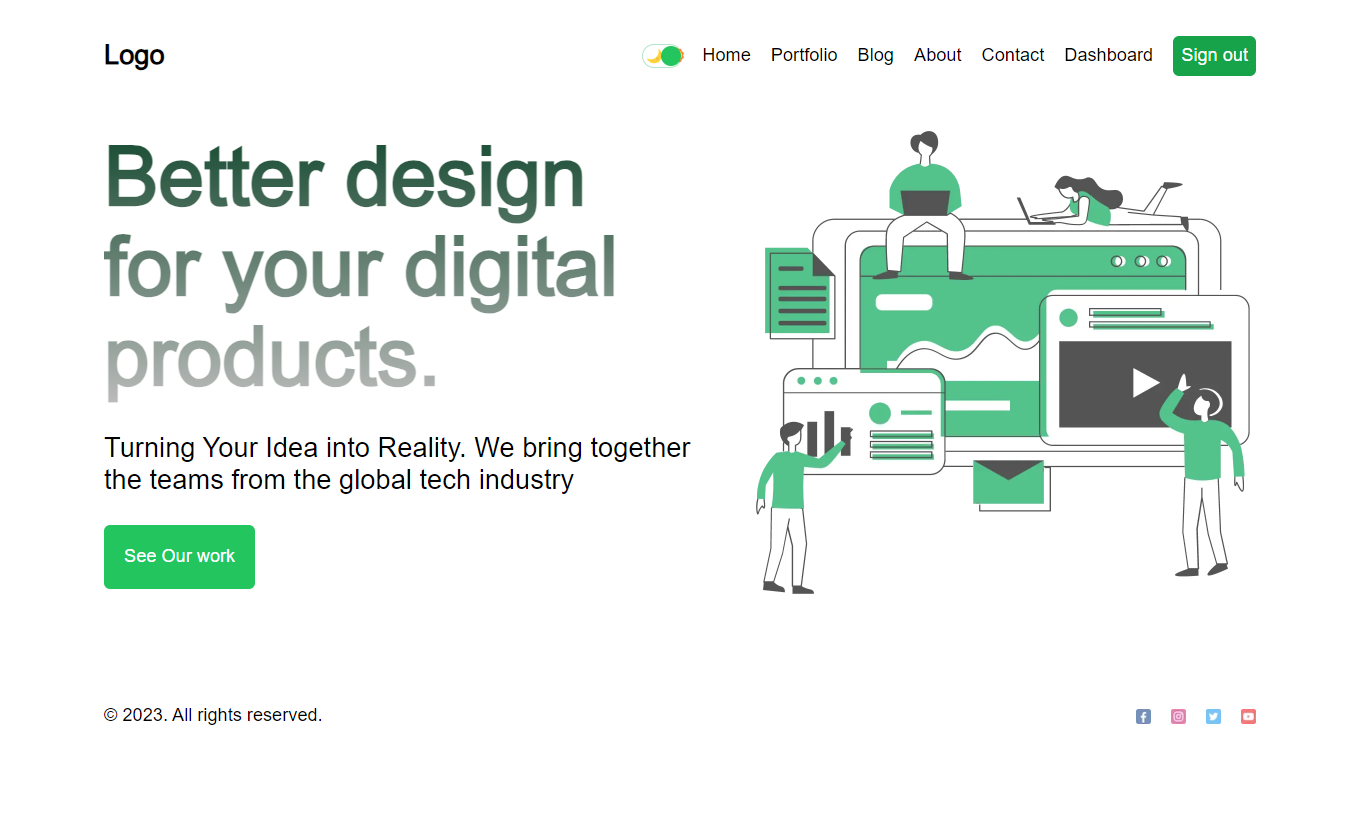 Logo
Home Portfolio Blog About Contact Dashboard Sign out
Better design
for your digital
products.
Turning Your Idea into Reality. We bring together
the teams from the global tech industry
See Our work
© 2023. All rights reserved.